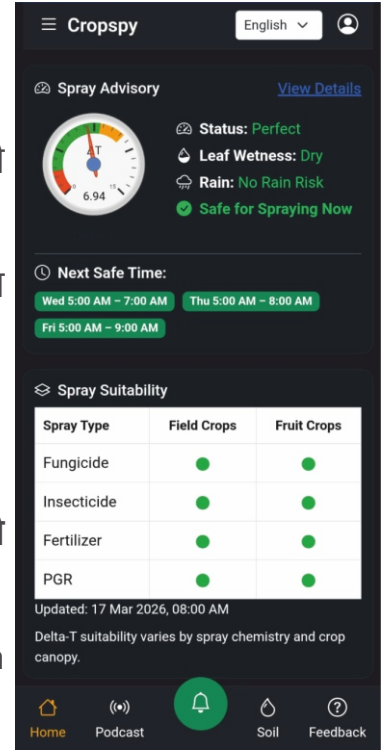 Cropspy
English
Spray Advisory
View Details
ΔT
0
15
6.94
Status: Perfect
Leaf Wetness: Dry
Rain: No Rain Risk
Safe for Spraying Now
Next Safe Time:
Wed 5:00 AM – 7:00 AM
Thu 5:00 AM – 8:00 AM
Fri 5:00 AM – 9:00 AM
Spray Suitability
Spray Type Field Crops Fruit Crops
Fungicide
Insecticide
Fertilizer
PGR
Updated: 17 Mar 2026, 08:00 AM
Delta-T suitability varies by spray chemistry and crop
canopy.
Home Podcast Soil Feedback